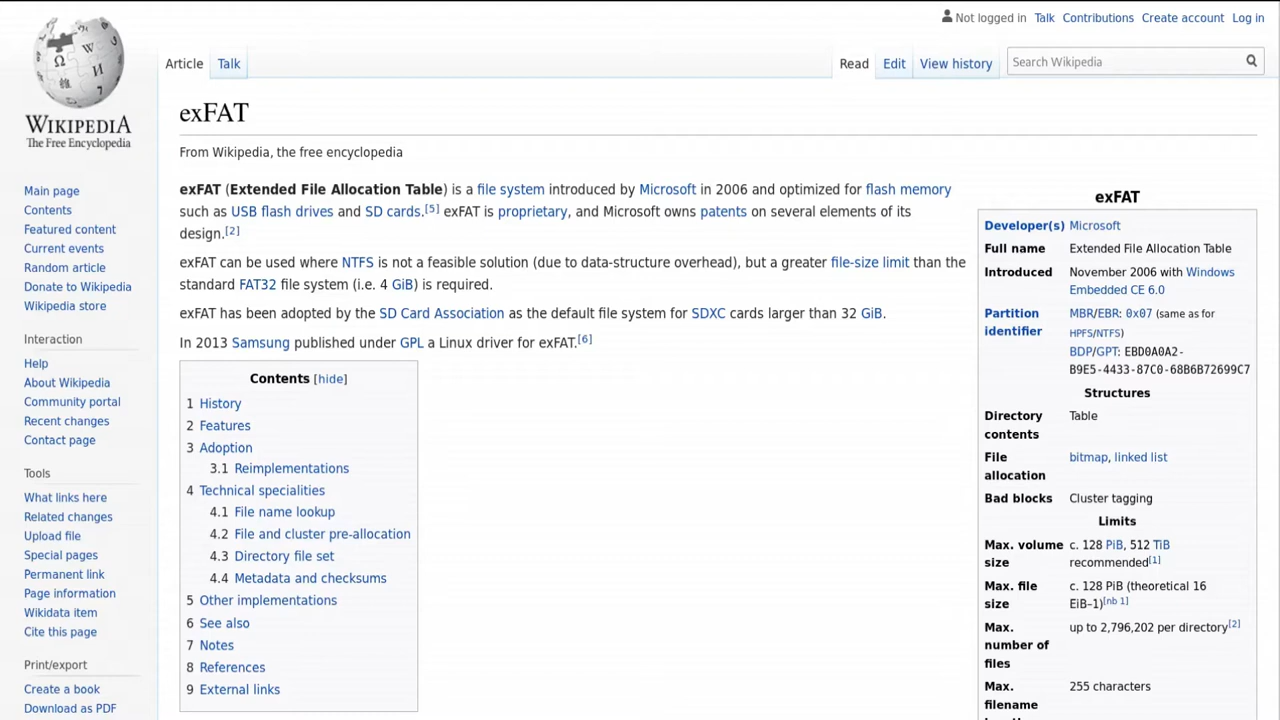 Not logged in Talk Contributions Create account Log in
Article Talk Read Edit View history Search Wikipedia
WIKIPEDIA
The Free Encyclopedia
Main page
Contents
Featured content
Current events
Random article
Donate to Wikipedia
Wikipedia store
Interaction
Help
About Wikipedia
Community portal
Recent changes
Contact page
Tools
What links here
Related changes
Upload file
Special pages
Permanent link
Page information
Wikidata item
Cite this page
Print/export
Create a book
Download as PDF
exFAT
From Wikipedia, the free encyclopedia
exFAT (Extended File Allocation Table) is a file system introduced by Microsoft in 2006 and optimized for flash memory
such as USB flash drives and SD cards.[5] exFAT is proprietary, and Microsoft owns patents on several elements of its
design.[2]
exFAT can be used where NTFS is not a feasible solution (due to data-structure overhead), but a greater file-size limit than the
standard FAT32 file system (i.e. 4 GiB) is required.
exFAT has been adopted by the SD Card Association as the default file system for SDXC cards larger than 32 GiB.
In 2013 Samsung published under GPL a Linux driver for exFAT.[6]
Contents [hide]
1 History
2 Features
3 Adoption
3.1 Reimplementations
4 Technical specialities
4.1 File name lookup
4.2 File and cluster pre-allocation
4.3 Directory file set
4.4 Metadata and checksums
5 Other implementations
6 See also
7 Notes
8 References
9 External links
exFAT
Developer(s) Microsoft
Full name Extended File Allocation Table
Introduced November 2006 with Windows
Embedded CE 6.0
Partition MBR/EBR: 0x07 (same as for
identifier HPFS/NTFS)
BDP/GPT: EBD0A0A2-
B9E5-4433-87C0-68B6B72699C7
Structures
Directory Table
contents
File bitmap, linked list
allocation
Bad blocks Cluster tagging
Limits
Max. volume c. 128 PiB, 512 TiB
size recommended[1]
Max. file c. 128 PiB (theoretical 16
size EiB–1)[nb 1]
Max. up to 2,796,202 per directory[2]
number of
files
Max. 255 characters
filename